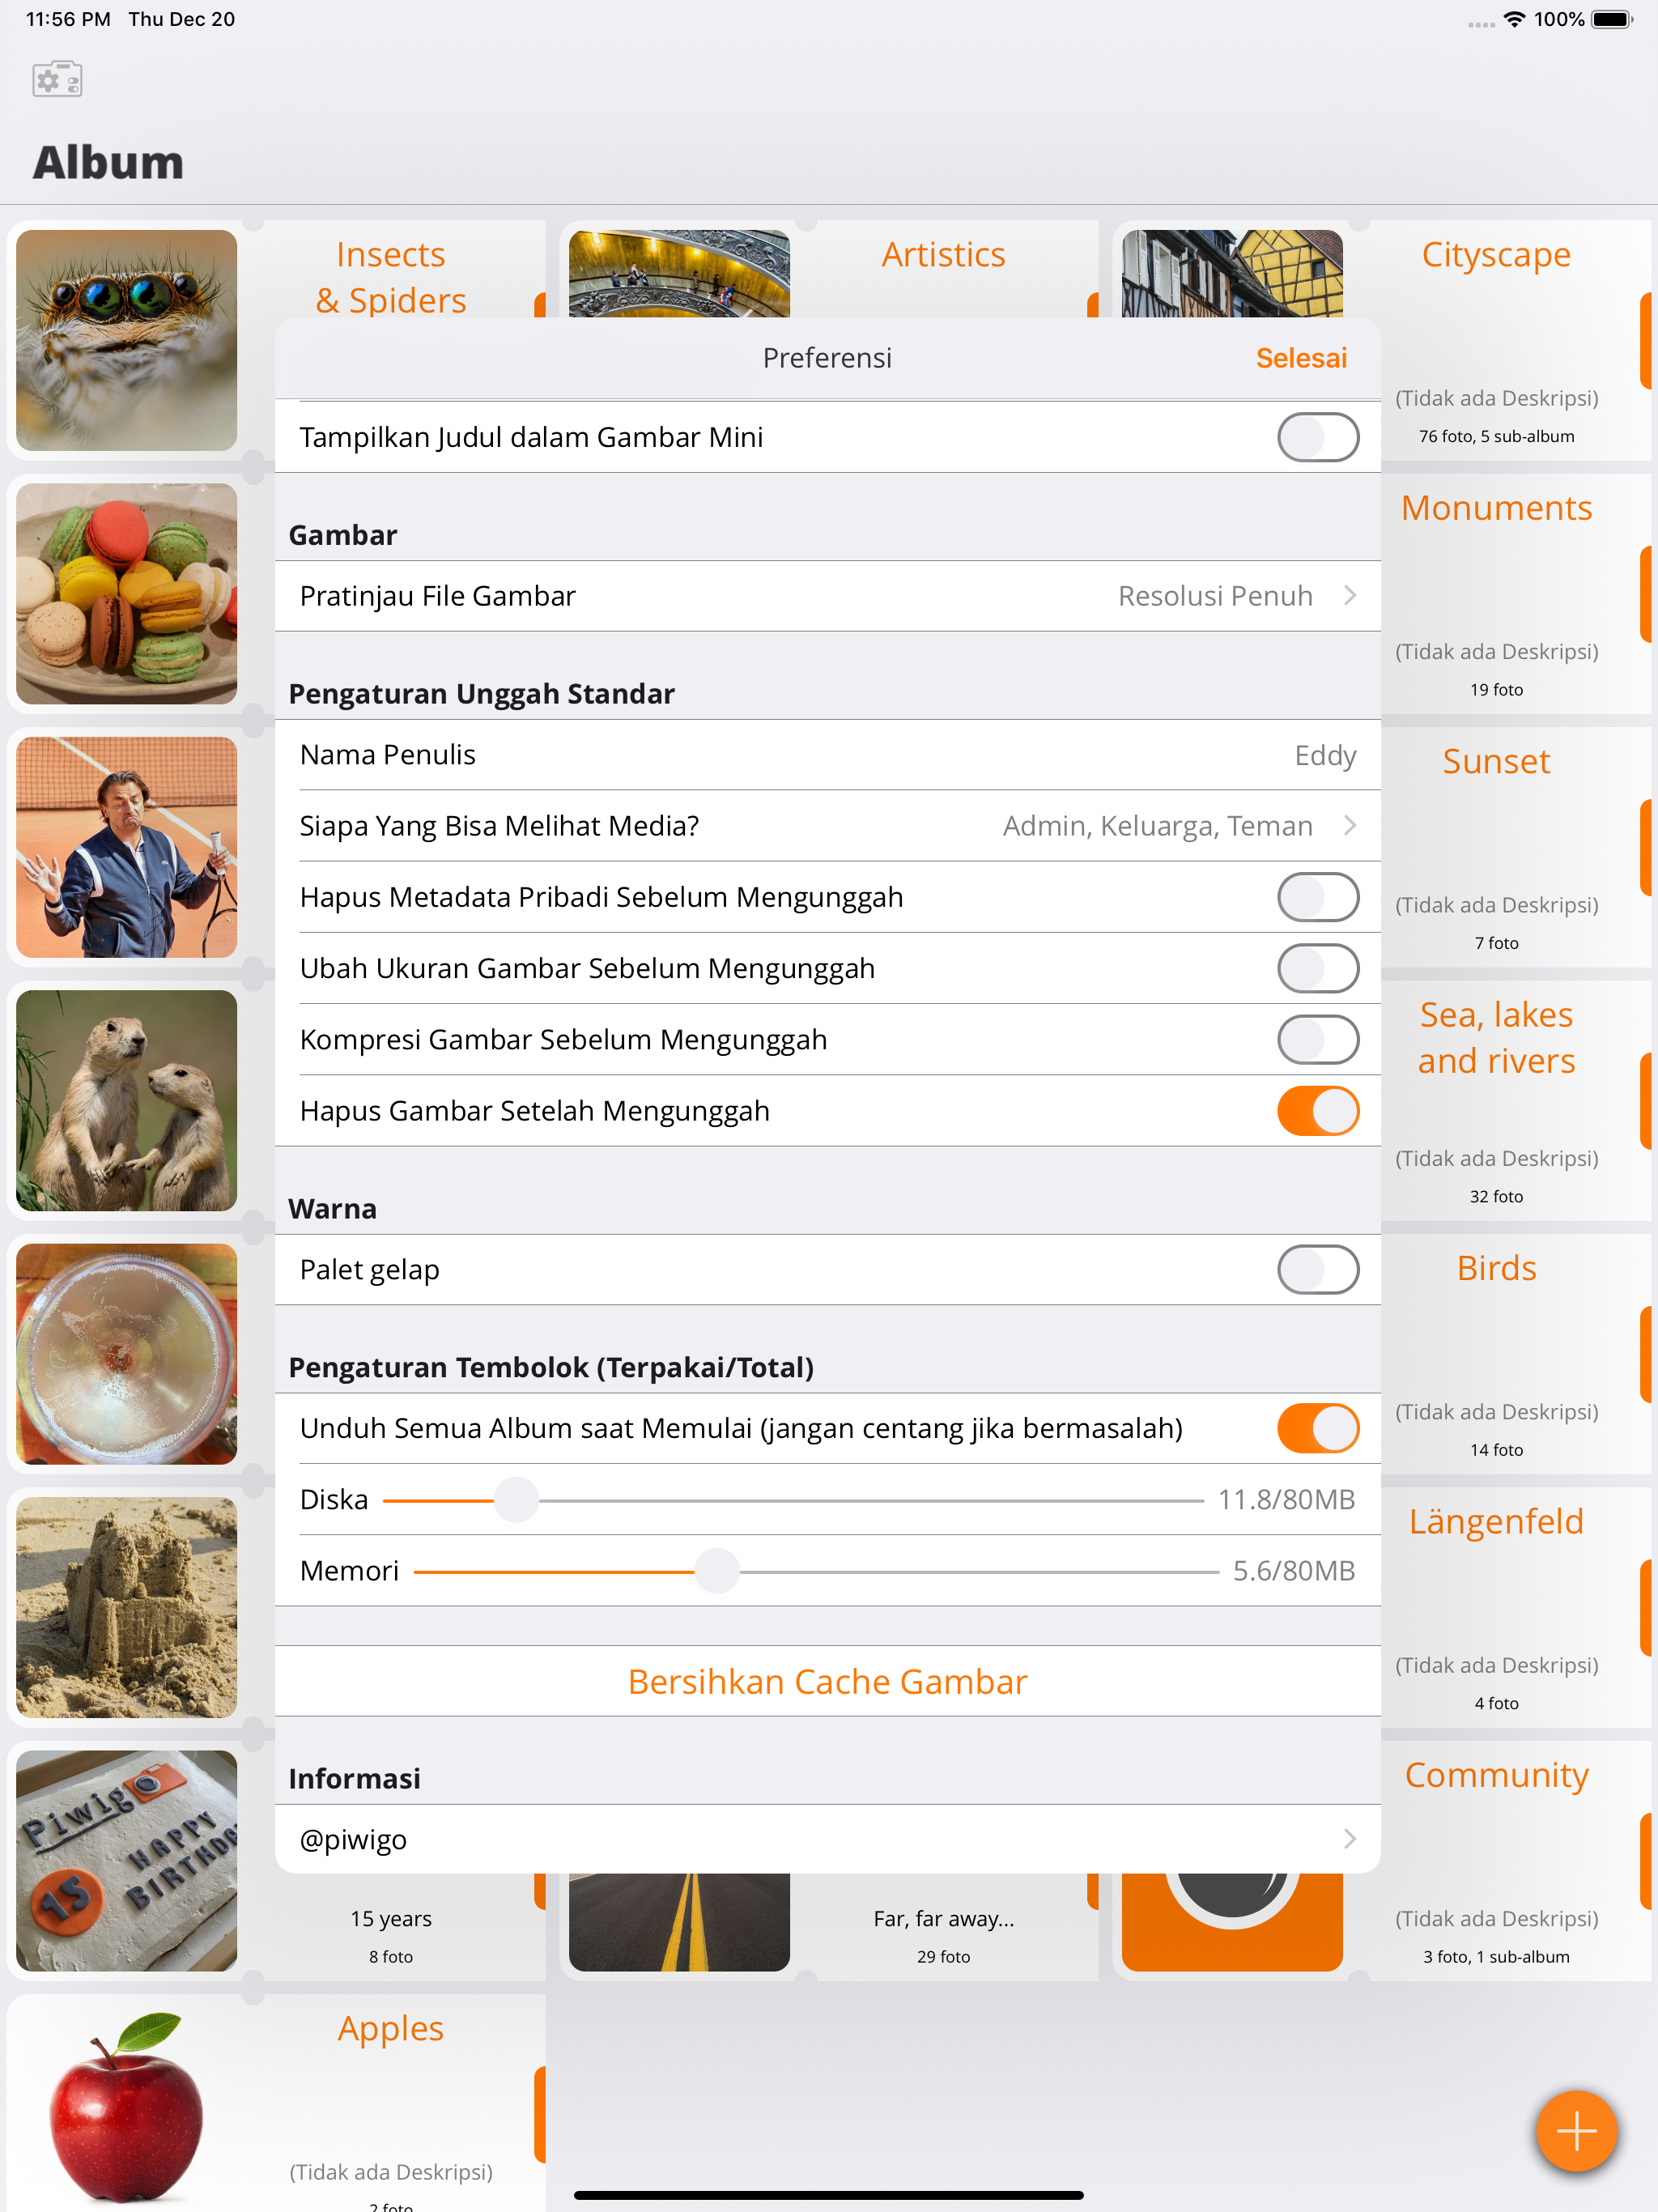 11:56 PM Thu Dec 20
100%
Album
Insects
& Spiders
Artistics
Cityscape
(Tidak ada Deskripsi)
76 foto, 5 sub-album
Preferensi
Selesai
Tampilkan Judul dalam Gambar Mini
Gambar
Pratinjau File Gambar
Resolusi Penuh
Pengaturan Unggah Standar
Nama Penulis
Eddy
Siapa Yang Bisa Melihat Media?
Admin, Keluarga, Teman
Hapus Metadata Pribadi Sebelum Mengunggah
Ubah Ukuran Gambar Sebelum Mengunggah
Kompresi Gambar Sebelum Mengunggah
Hapus Gambar Setelah Mengunggah
Warna
Palet gelap
Pengaturan Tembolok (Terpakai/Total)
Unduh Semua Album saat Memulai (jangan centang jika bermasalah)
Diska
11.8/80MB
Memori
5.6/80MB
Bersihkan Cache Gambar
Informasi
@piwigo
Monuments
(Tidak ada Deskripsi)
19 foto
Sunset
(Tidak ada Deskripsi)
7 foto
Sea, lakes
and rivers
(Tidak ada Deskripsi)
32 foto
Birds
(Tidak ada Deskripsi)
14 foto
Längenfeld
(Tidak ada Deskripsi)
4 foto
Community
(Tidak ada Deskripsi)
3 foto, 1 sub-album
Piwigo
HAPPY
15
15 years
8 foto
Far, far away...
29 foto
Apples
(Tidak ada Deskripsi)
2 foto